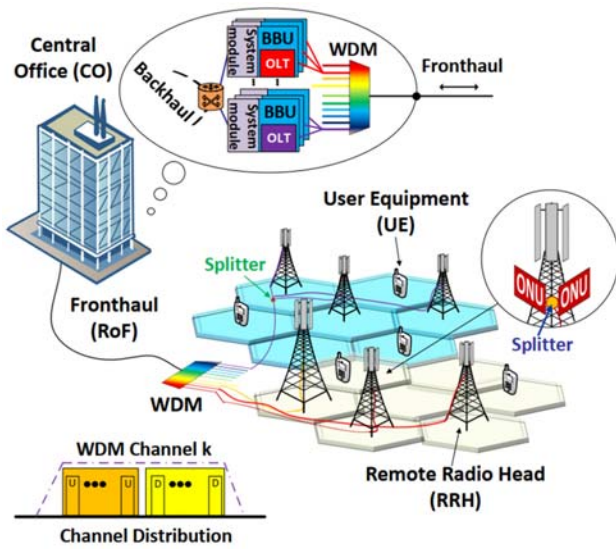 Central
Office (CO)
Backhaul
System
module
BBU
OLT
System
module
BBU
OLT
WDM
Fronthaul
User Equipment
(UE)
Splitter
Fronthaul
(RoF)
WDM
ONU
ONU
Splitter
Remote Radio Head
(RRH)
WDM Channel k
U ●●● U D ●●● D
Channel Distribution